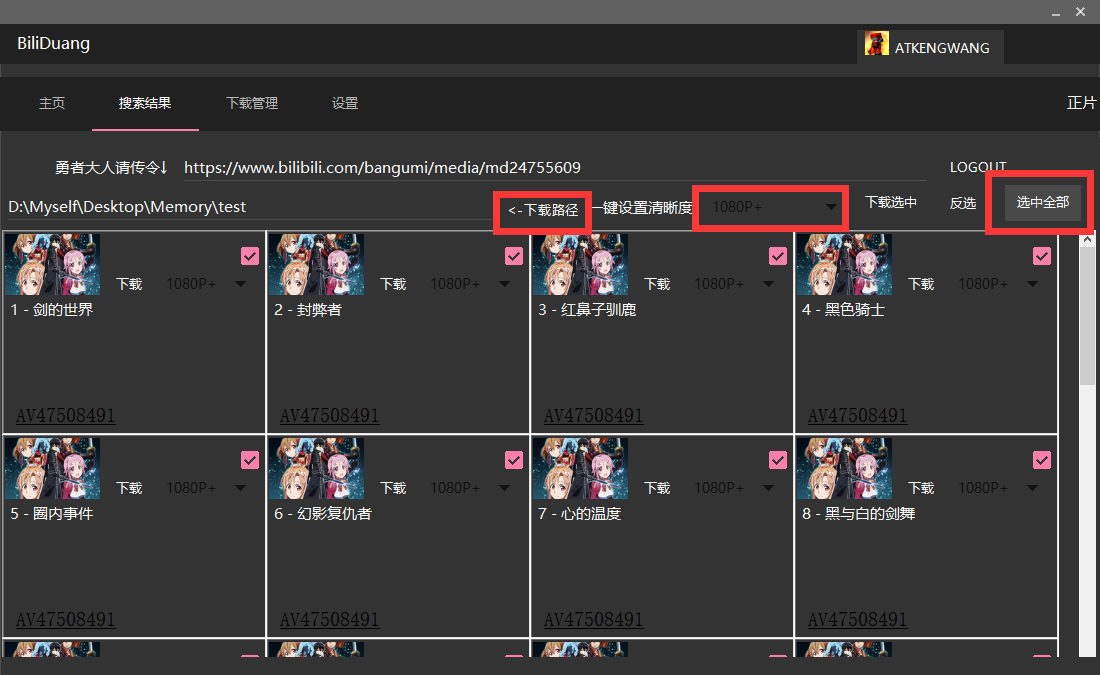 BiliDuang
ATKENGWANG
主页 搜索结果 下载管理 设置 正片
勇者大人请传令↓ https://www.bilibili.com/bangumi/media/md24755609 LOGOUT
D:\Myself\Desktop\Memory\test <-下载路径 一键设置清晰度 1080P+ 下载选中 反选 选中全部
下载 1080P+ 下载 1080P+ 下载 1080P+ 下载 1080P+
1 - 剑的世界 2 - 封弊者 3 - 红鼻子驯鹿 4 - 黑色骑士
AV47508491 AV47508491 AV47508491 AV47508491
下载 1080P+ 下载 1080P+ 下载 1080P+ 下载 1080P+
5 - 圈内事件 6 - 幻影复仇者 7 - 心的温度 8 - 黑与白的剑舞
AV47508491 AV47508491 AV47508491 AV47508491